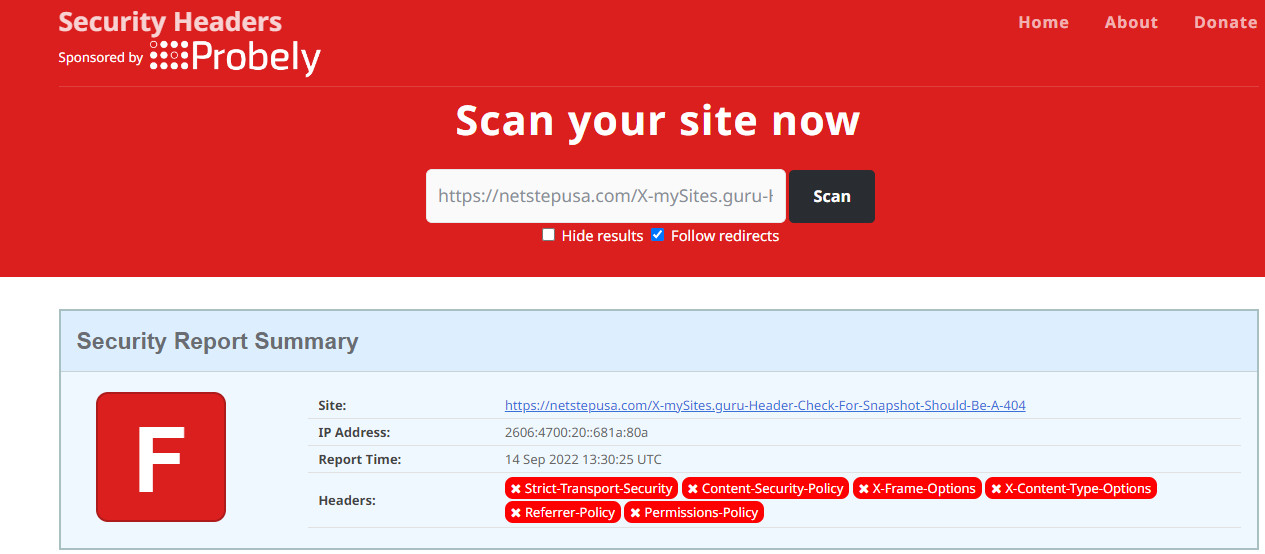 Security Headers
Home About Donate
Sponsored by Probely
Scan your site now
https://netstepusa.com/X-mySites.guru-H
Scan
Hide results Follow redirects
Security Report Summary
F
Site: https://netstepusa.com/X-mySites.guru-Header-Check-For-Snapshot-Should-Be-A-404
IP Address: 2606:4700:20::681a:80a
Report Time: 14 Sep 2022 13:30:25 UTC
Headers: ✖ Strict-Transport-Security ✖ Content-Security-Policy ✖ X-Frame-Options ✖ X-Content-Type-Options
✖ Referrer-Policy ✖ Permissions-Policy